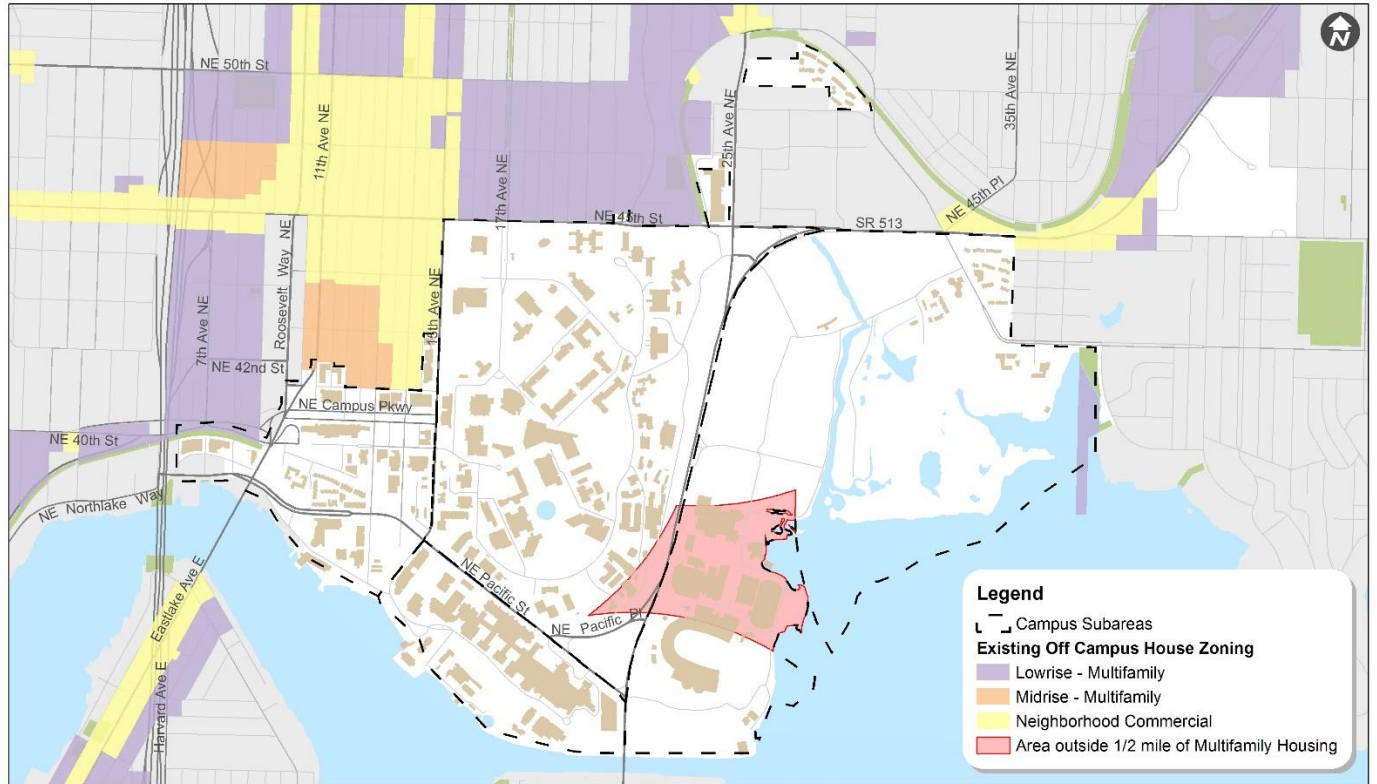 N
NE 50th St
11th Ave NE
17th Ave NE
25th Ave NE
35th Ave NE
NE 45th Pl
NE 45th St
SR 513
7th Ave NE
Roosevelt Way NE
15th Ave NE
NE 42nd St
NE Campus Pkwy
NE 40th St
NE Northlake Way
NE Pacific St
NE Pacific Pl
Eastlake Ave E
Harvard Ave E
Legend
Campus Subareas
Existing Off Campus House Zoning
Lowrise - Multifamily
Midrise - Multifamily
Neighborhood Commercial
Area outside 1/2 mile of Multifamily Housing